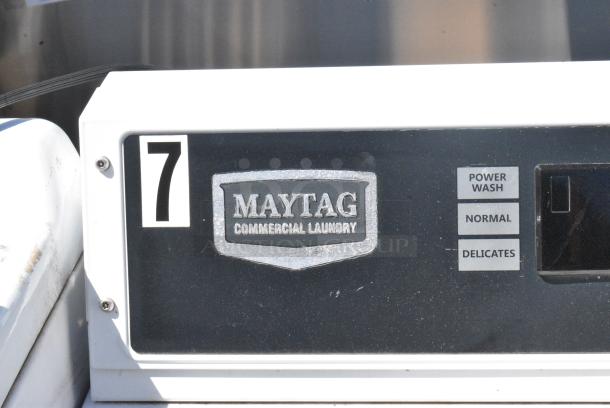 7
MAYTAG
COMMERCIAL LAUNDRY
POWER
WASH
NORMAL
DELICATES